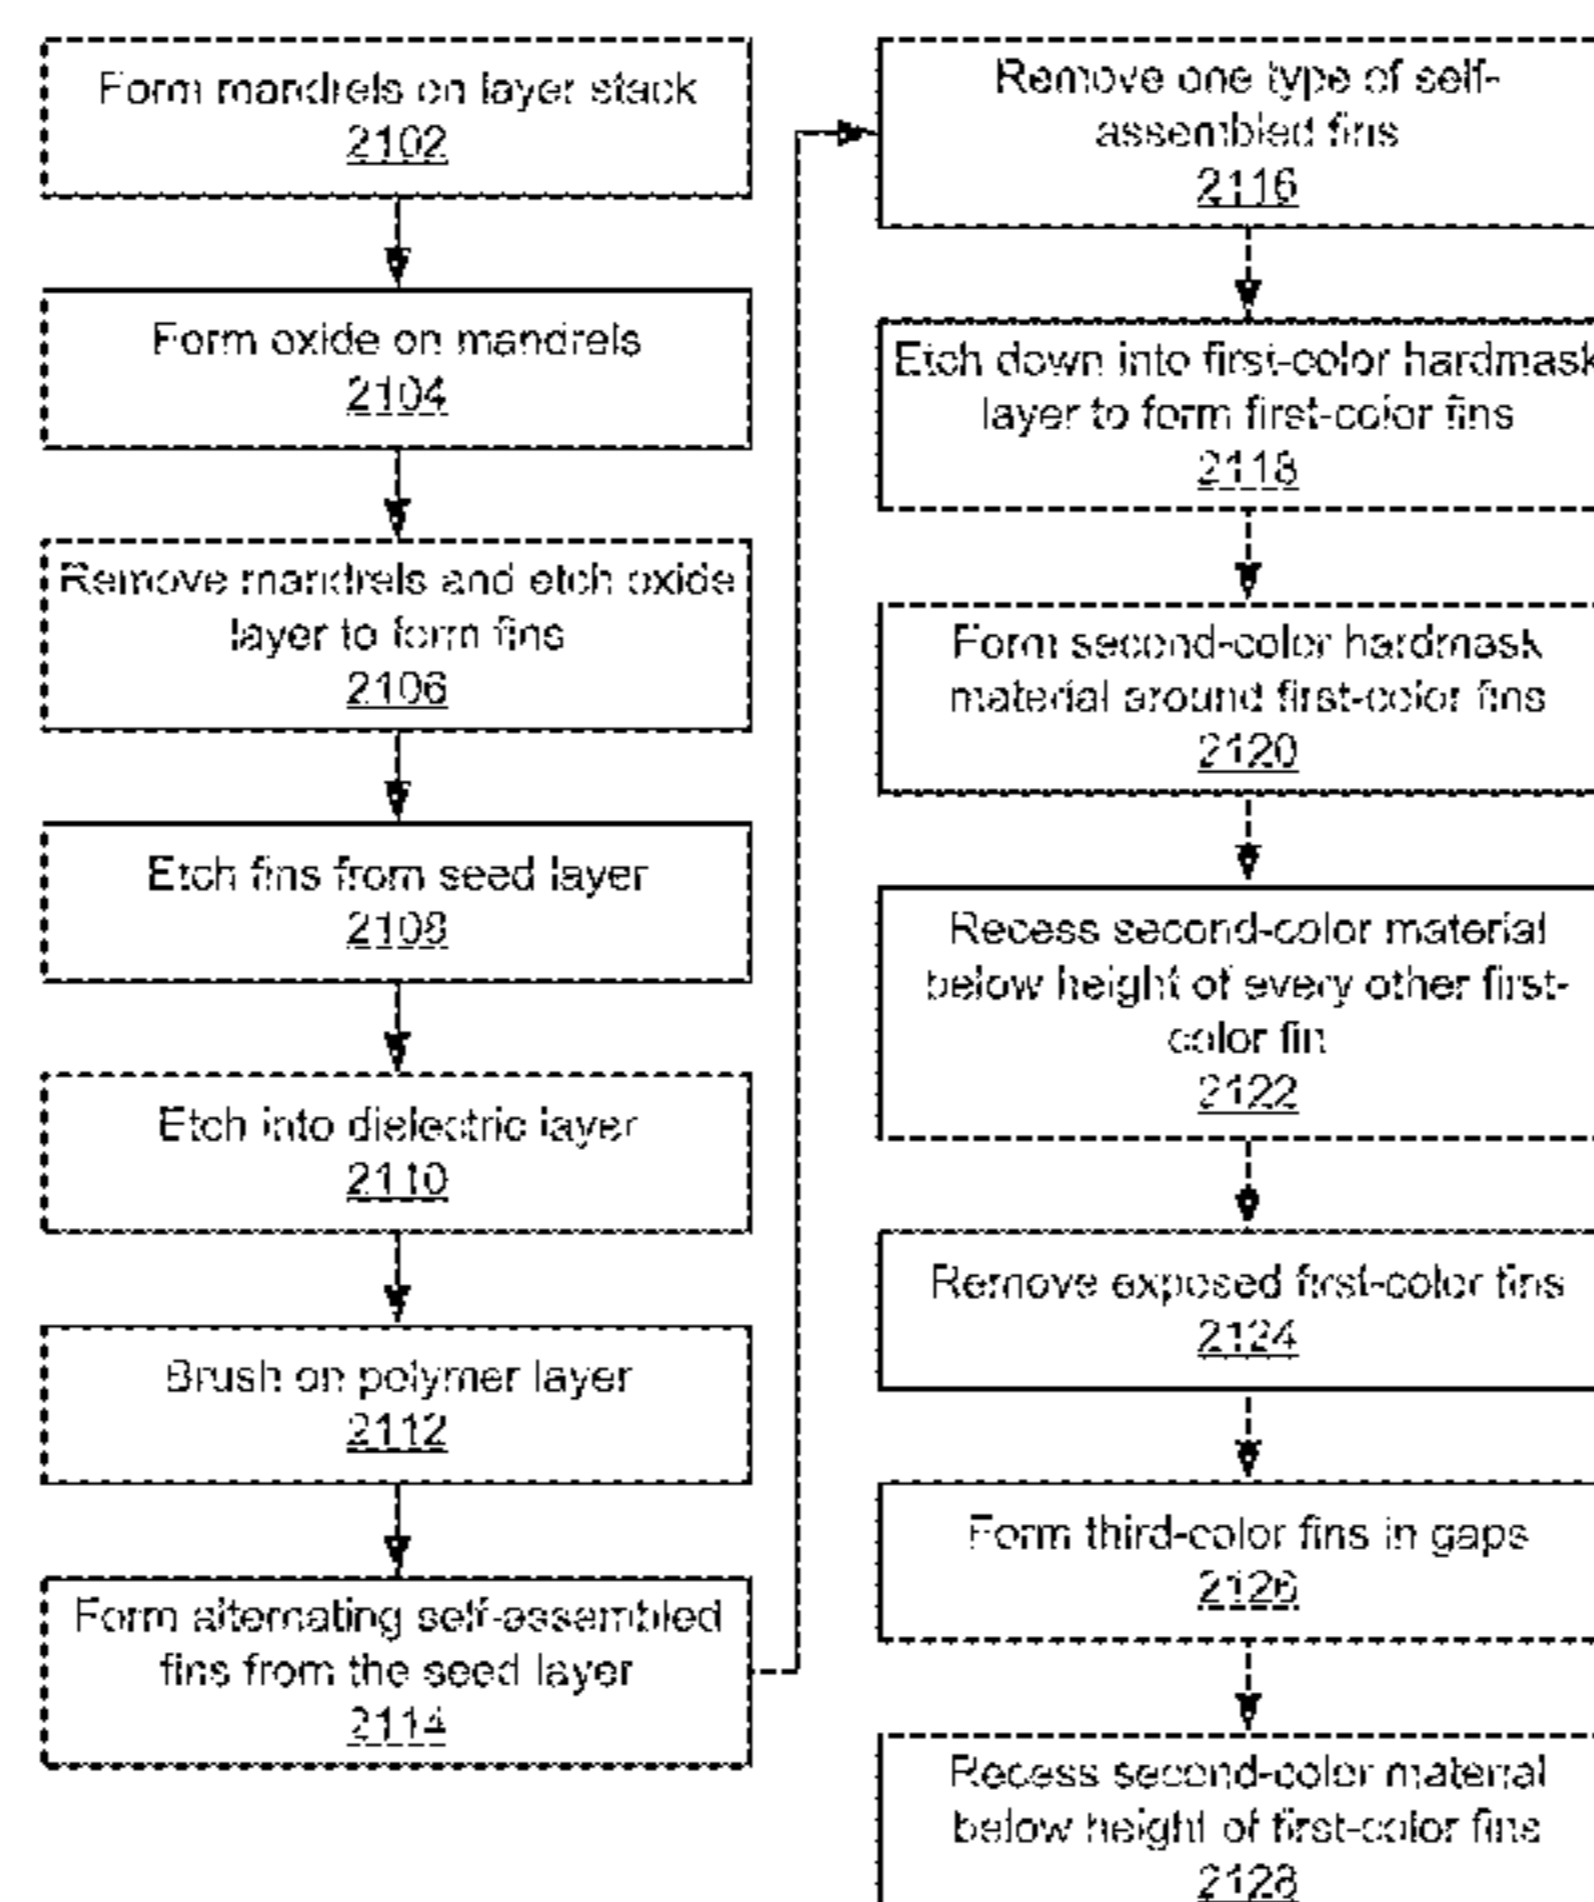 Form mandrels on layer stack
2102
Form oxide on mandrels
2104
Remove mandrels and etch oxide
layer to form fins
2106
Etch fins from seed layer
2108
Etch into dielectric layer
2110
Brush on polymer layer
2112
Form alternating self-assembled
fins from the seed layer
2114
Remove one type of self-
assembled fins
2116
Etch down into first-color hardmask
layer to form first-color fins
2118
Form second-color hardmask
material around first-color fins
2120
Recess second-color material
below height of every other first-
color fin
2122
Remove exposed first-color fins
2124
Form third-color fins in gaps
2126
Recess second-color material
below height of first-color fins
2128